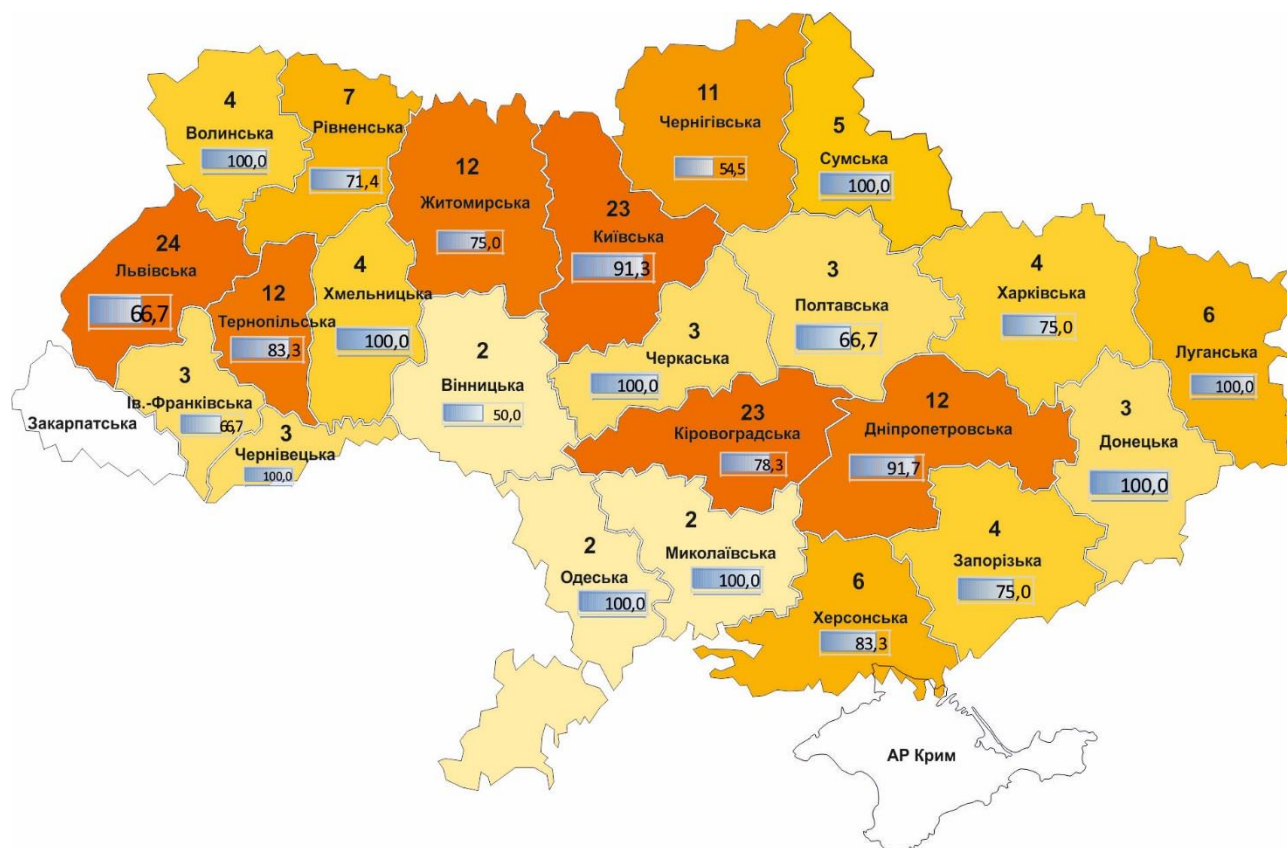 4
Волинська
100,0
7
Рівненська
71,4
12
Житомирська
75,0
23
Київська
91,3
11
Чернігівська
54,5
5
Сумська
100,0
24
Львівська
66,7
12
Тернопільська
83,3
4
Хмельницька
100,0
2
Вінницька
50,0
3
Черкаська
100,0
3
Полтавська
66,7
4
Харківська
75,0
6
Луганська
100,0
Закарпатська
3
Ів.-Франківська
66,7
3
Чернівецька
100,0
23
Кіровоградська
78,3
12
Дніпропетровська
91,7
3
Донецька
100,0
2
Одеська
100,0
2
Миколаївська
100,0
6
Херсонська
83,3
4
Запорізька
75,0
АР Крим